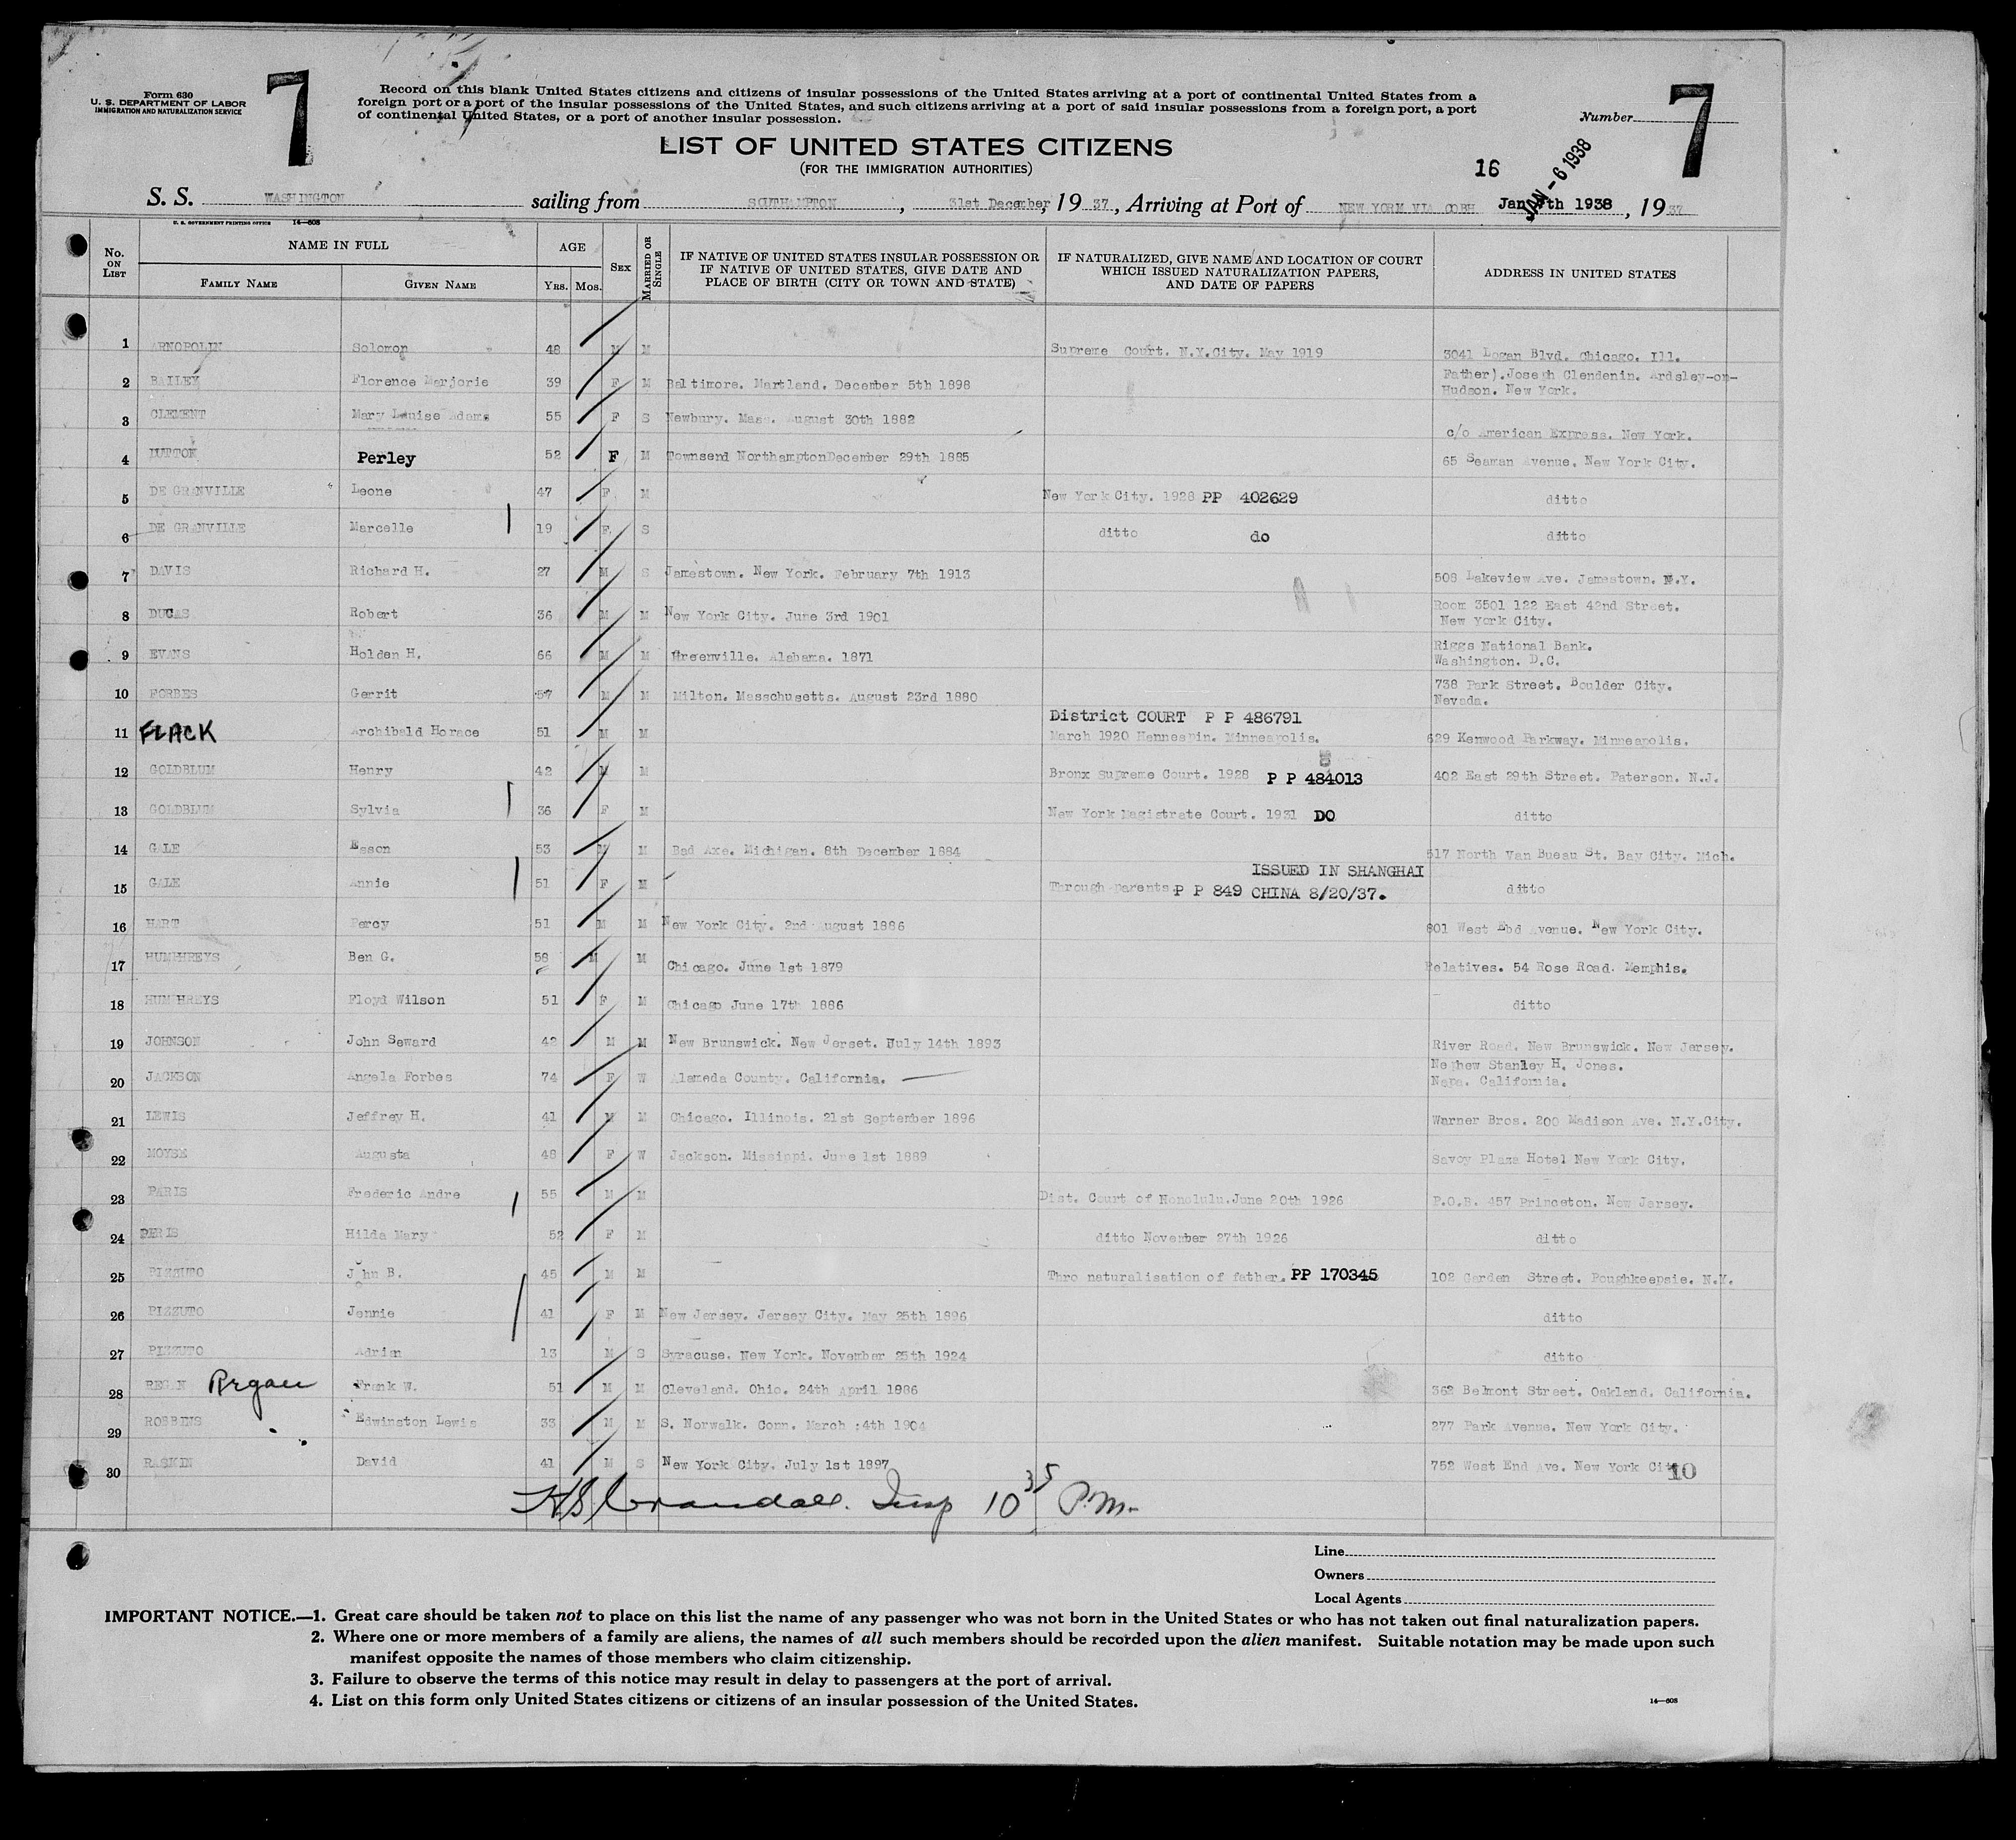 Form 630
U. S. DEPARTMENT OF LABOR
IMMIGRATION AND NATURALIZATION SERVICE
7
Record on this blank United States citizens and citizens of insular possessions of the United States arriving at a port of continental United States from a
foreign port or a port of the insular possessions of the United States, and such citizens arriving at a port of said insular possessions from a foreign port, a port
of continental United States, or a port of another insular possession.
Number
7
LIST OF UNITED STATES CITIZENS
(FOR THE IMMIGRATION AUTHORITIES)
16
JAN -6 1938
S. S. WASHINGTON sailing from SOUTHAMPTON, 31st December, 19 37, Arriving at Port of NEW YORM VIA COBH Jan 7th 1938, 19 37
U. S. GOVERNMENT PRINTING OFFICE 14—608
No. ON LIST
NAME IN FULL
FAMILY NAME
GIVEN NAME
AGE
YRS. MOS.
SEX
MARRIED OR SINGLE
IF NATIVE OF UNITED STATES INSULAR POSSESSION OR
IF NATIVE OF UNITED STATES, GIVE DATE AND
PLACE OF BIRTH (CITY OR TOWN AND STATE)
IF NATURALIZED, GIVE NAME AND LOCATION OF COURT
WHICH ISSUED NATURALIZATION PAPERS,
AND DATE OF PAPERS
ADDRESS IN UNITED STATES
1 ARNOPOLIN Solomon 48 M M Supreme Court. N.Y.City. May 1919 3041 Logan Blvd. Chicago. Ill.
2 BAILEY Florence Marjorie 39 F M Baltimore. Martland. December 5th 1898 Father).Joseph Clendenin. Ardsley-on-
Hudson. New York.
3 CLEMENT Mary Louise Adams 55 F S Newbury. Mass. August 30th 1882
c/o American Express. New York.
4 DUTTON Perley 52 F M Townsend NorthamptonDecember 29th 1885 65 Seaman Avenue. New York City.
5 DE GRANVILLE Leone 47 F M New York City. 1928 PP 402629 ditto
6 DE GRANVILLE Marcelle 19 F S ditto do ditto
7 DAVIS Richard H. 27 M S Jamestown. New York. February 7th 1913 508 Lakeview Ave. Jamestown. N.Y.
8 DUCAS Robert 36 M M New York City. June 3rd 1901 Room 3501 122 East 42nd Street.
New York City.
9 EVANS Holden H. 66 M M Greenville. Alabama. 1871 Riggs National Bank.
Washington. D.C.
10 FORBES Gerrit 57 M M Milton. Masschusetts. August 23rd 1880 738 Park Street. Boulder City.
Nevada.
District COURT P P 486791
11 FLACK Archibald Horace 51 M M March 1920 Hennespin. Minneapolis. 629 Kenwood Parkway. Minneapolis.
12 GOLDBLUM Henry 42 M M Bronx Supreme Court. 1928 P P 484013 402 East 29th Street. Paterson. N.J.
13 GOLDBLUM Sylvia 36 F M New York Magistrate Court. 1931 DO ditto
14 GALE Esson 53 M M Bad Axe. Michigan. 8th December 1884 517 North Van Bueau St. Bay City. Mich.
ISSUED IN SHANGHAI
15 GALE Annie 51 F M Through parents P P 849 CHINA 8/20/37. ditto
16 HART Percy 51 M M New York City. 2nd August 1886 801 West Ebd Avenue. New York City.
17 HUMPHREYS Ben G. 58 M M Chicago. June 1st 1879 Relatives. 54 Rose Road. Memphis.
18 HUMPHREYS Floyd Wilson 51 F M Chicago June 17th 1886 ditto
19 JOHNSON John Seward 42 M M New Brunswick. New Jerset. July 14th 1893 River Road. New Brunswick. New Jersey.
20 JACKSON Angela Forbes 74 F W Alameda County. California. Nephew Stanley H. Jones.
Napa. California.
21 LEWIS Jeffrey H. 41 M M Chicago. Illinois. 21st September 1896 Warner Bros. 200 Madison Ave. N.Y.City.
22 MOYSE Augusta 48 F W Jackson. Missippi. June 1st 1889 Savoy Plaza Hotel New York City.
23 PARIS Frederic Andre 55 M M Dist. Court of Honolulu.June 20th 1926 P.O.B. 457 Princeton. New Jersey.
24 Hilda Mary 52 F M ditto November 27th 1926 ditto
25 PIZZUTO John B. 45 M M Thro naturalisation of father. PP 170345 102 Garden Street. Poughkeepsie. N.Y.
26 PIZZUTO Jennie 41 F M New Jersey. Jersey City. May 25th 1896 ditto
27 PIZZUTO Adrian 13 M S Syracuse. New York. November 25th 1924 ditto
28 REGAN Regan Frank W. 51 M M Cleveland. Ohio. 24th April 1886 362 Belmont Street. Oakland. California.
29 ROBBINS Edwinston Lewis 33 M M S. Norwalk. Conn. March :4th 1904 277 Park Avenue. New York City.
30 RASKIN David 41 M S New York City. July 1st 1897 752 West End Ave. New York City
10
Crandall. Insp 10 35 P.M.
Line
Owners
Local Agents
IMPORTANT NOTICE.—1. Great care should be taken not to place on this list the name of any passenger who was not born in the United States or who has not taken out final naturalization papers.
2. Where one or more members of a family are aliens, the names of all such members should be recorded upon the alien manifest. Suitable notation may be made upon such
manifest opposite the names of those members who claim citizenship.
3. Failure to observe the terms of this notice may result in delay to passengers at the port of arrival.
4. List on this form only United States citizens or citizens of an insular possession of the United States.
14—608